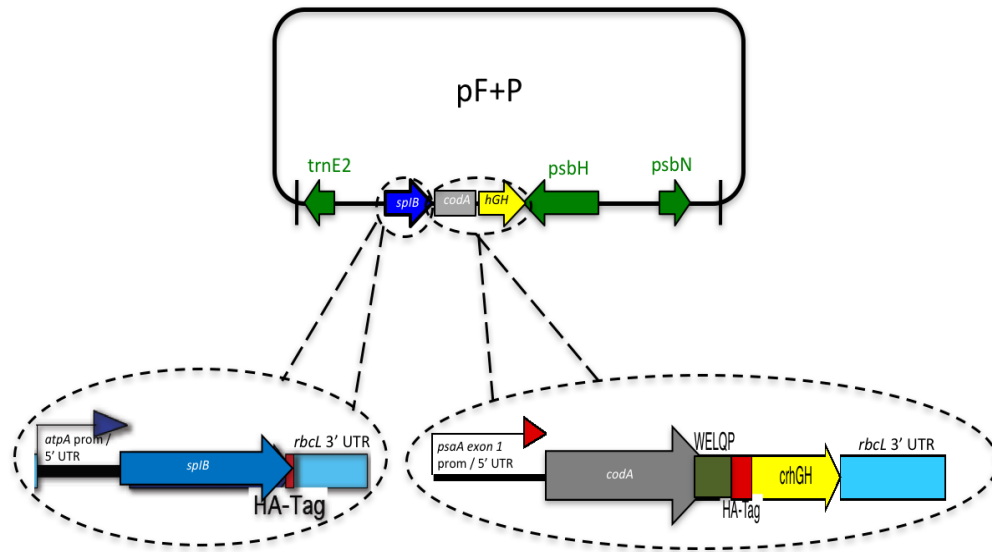 pF+P
trnE2
psbH
psbN
splB
codA
hGH
atpA prom /
5' UTR
rbcL 3' UTR
splB
HA-Tag
psaA exon 1
prom / 5' UTR
WELQP
rbcL 3' UTR
codA
crhGH
HA-Tag